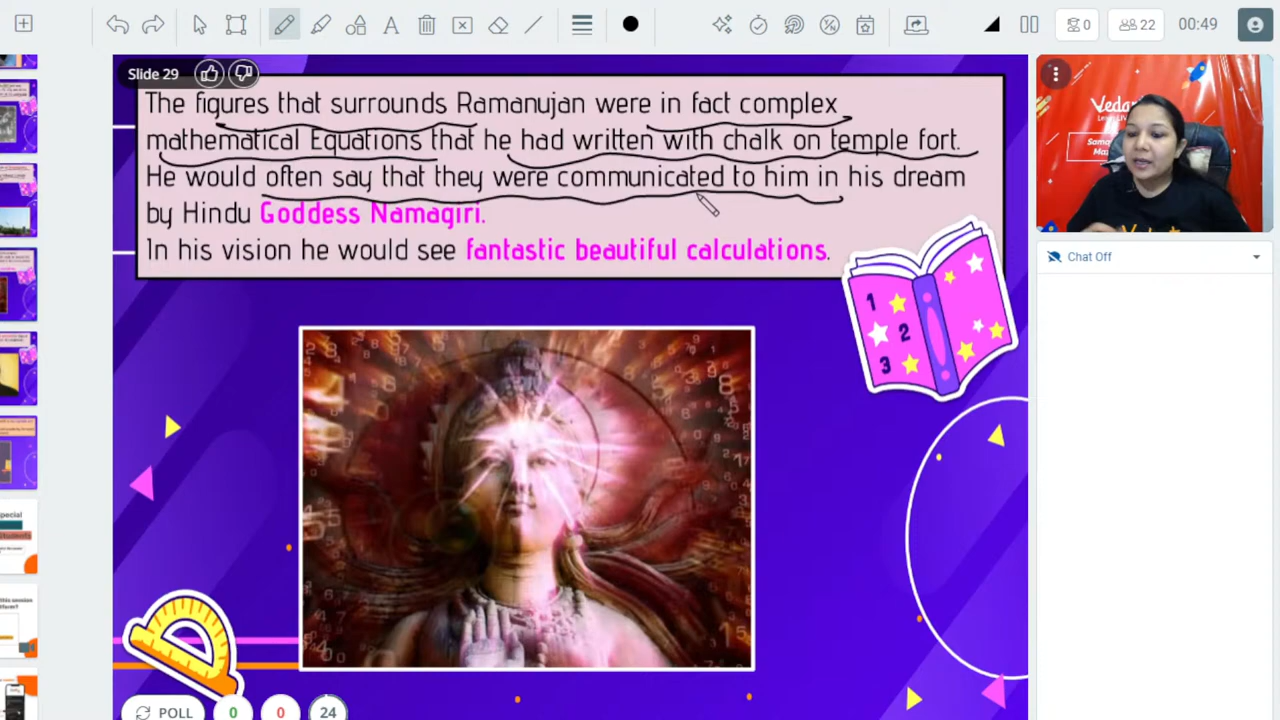 0
22
00:49
Slide 29
The figures that surrounds Ramanujan were in fact complex
mathematical Equations that he had written with chalk on temple fort.
He would often say that they were communicated to him in his dream
by Hindu Goddess Namagiri.
In his vision he would see fantastic beautiful calculations.
1
2
3
Chat Off
POLL
0
0
24